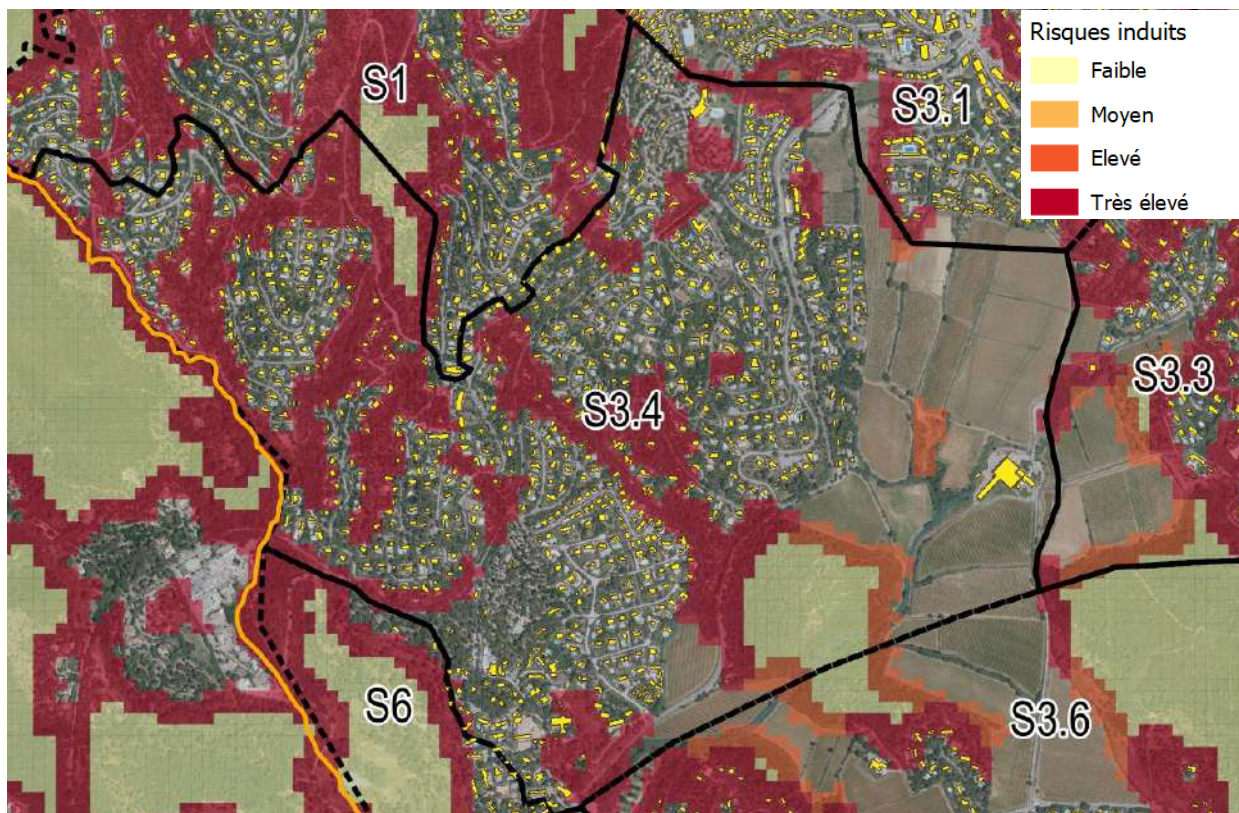 Risques induits
Faible
Moyen
Elevé
Très élevé
S1
S3.1
S3.3
S3.4
S6
S3.6